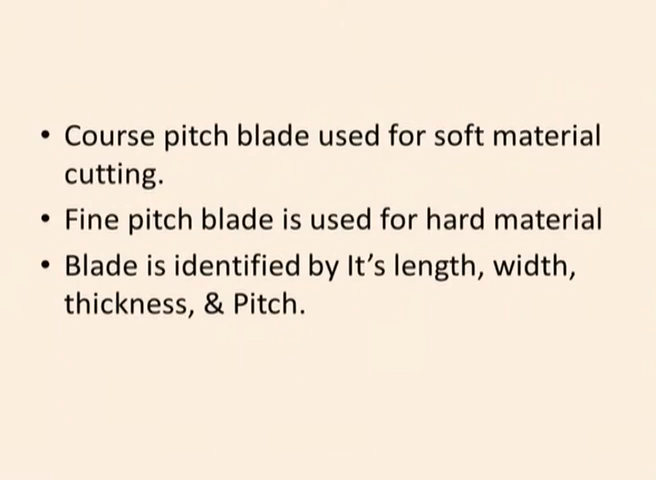 • Course pitch blade used for soft material
cutting.
• Fine pitch blade is used for hard material
• Blade is identified by It’s length, width,
thickness, & Pitch.